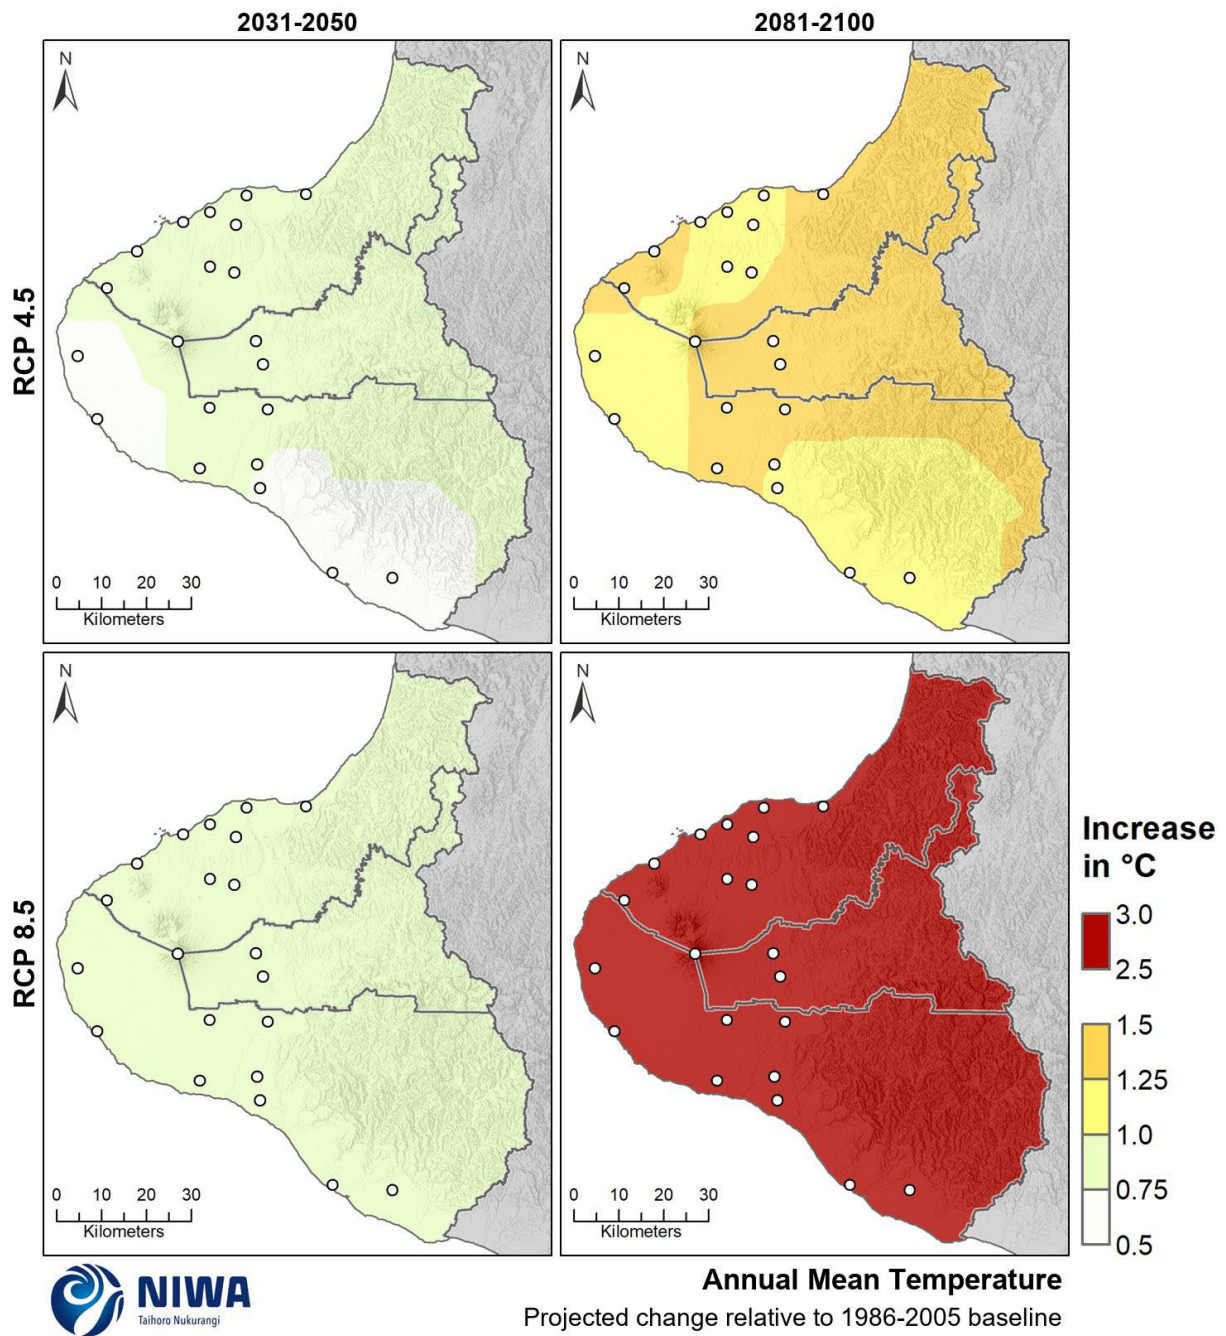 2031-2050
2081-2100
RCP 4.5
N
0 10 20 30
Kilometers
N
0 10 20 30
Kilometers
RCP 8.5
N
0 10 20 30
Kilometers
N
0 10 20 30
Kilometers
Increase
in °C
3.0
2.5
1.5
1.25
1.0
0.75
0.5
NIWA
Taihoro Nukurangi
Annual Mean Temperature
Projected change relative to 1986-2005 baseline